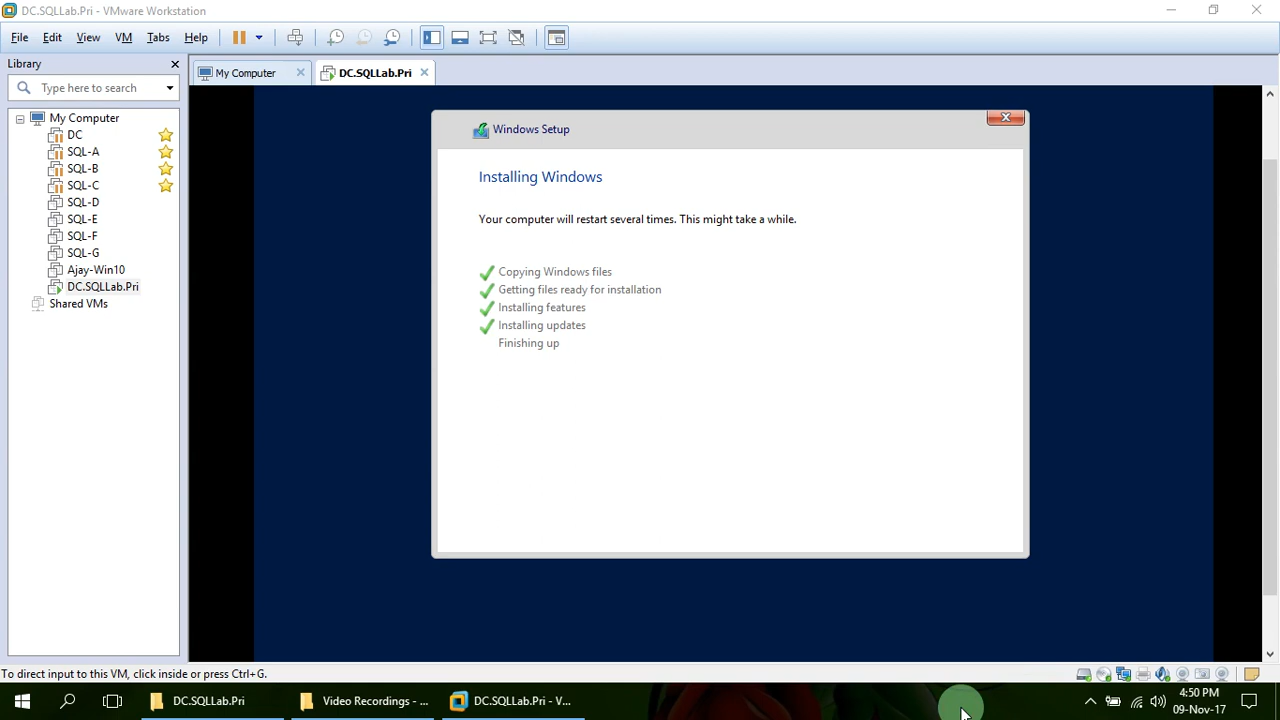 DC.SQLLab.Pri - VMware Workstation
File Edit View VM Tabs Help
Library
My Computer
DC.SQLLab.Pri
Type here to search
My Computer
DC
SQL-A
SQL-B
SQL-C
SQL-D
SQL-E
SQL-F
SQL-G
Ajay-Win10
DC.SQLLab.Pri
Shared VMs
Windows Setup
Installing Windows
Your computer will restart several times. This might take a while.
Copying Windows files
Getting files ready for installation
Installing features
Installing updates
Finishing up
To direct input to this VM, click inside or press Ctrl+G.
DC.SQLLab.Pri
Video Recordings - ...
DC.SQLLab.Pri - V...
4:50 PM
09-Nov-17